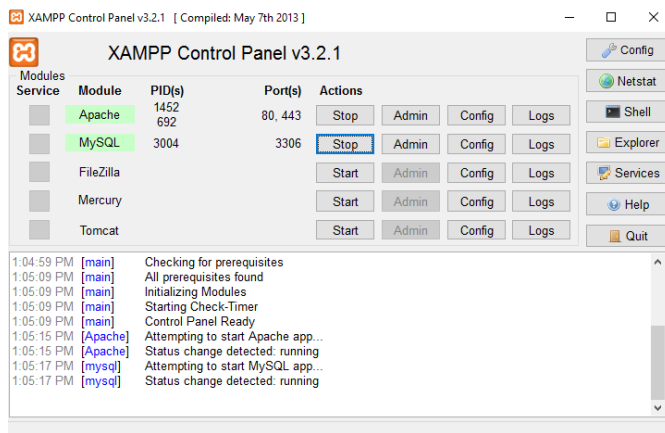 XAMPP Control Panel v3.2.1 [ Compiled: May 7th 2013 ]
XAMPP Control Panel v3.2.1
Config
Modules
Service Module PID(s) Port(s) Actions
Netstat
Apache 1452 692 80, 443 Stop Admin Config Logs
Shell
MySQL 3004 3306 Stop Admin Config Logs
Explorer
FileZilla Start Admin Config Logs
Services
Mercury Start Admin Config Logs
Help
Tomcat Start Admin Config Logs
Quit
1:04:59 PM [main] Checking for prerequisites
1:05:09 PM [main] All prerequisites found
1:05:09 PM [main] Initializing Modules
1:05:09 PM [main] Starting Check-Timer
1:05:09 PM [main] Control Panel Ready
1:05:15 PM [Apache] Attempting to start Apache app...
1:05:15 PM [Apache] Status change detected: running
1:05:17 PM [mysql] Attempting to start MySQL app...
1:05:17 PM [mysql] Status change detected: running